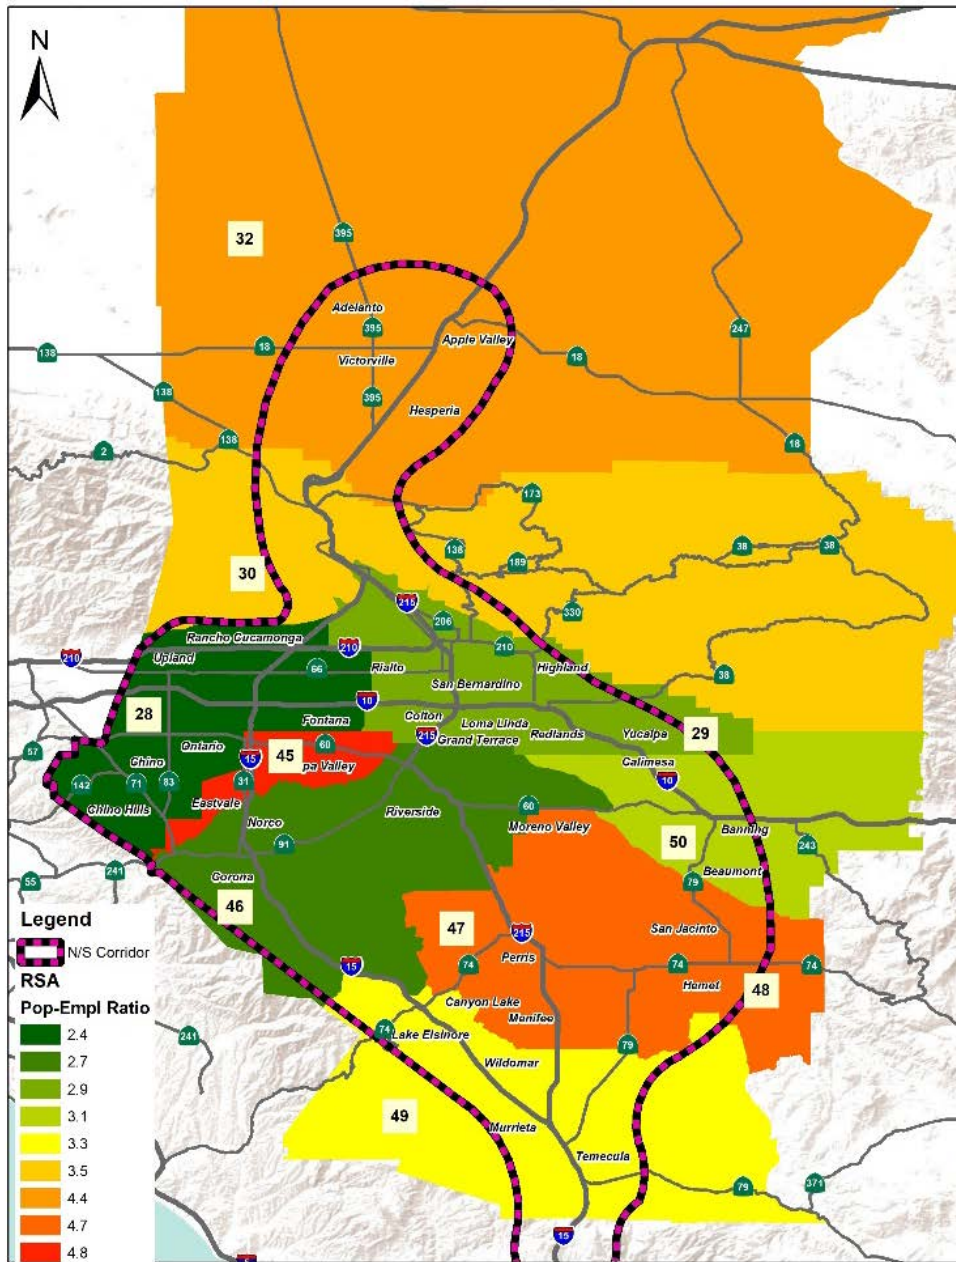 N
32
395
Adelanto
395
138
18
Apple Valley
247
Victorville
18
138
395
Hesperia
138
2
18
173
138
38
38
189
30
330
215
206
Rancho Cucamonga
210
210
210
Upland
66
Rialto
Highland
38
San Bernardino
28
10
Fontana
Colton
Loma Linda
29
Yucaipa
215
Grand Terrace
Redlands
Ontario
45
60
57
15
Chino
pa Valley
Calimesa
10
142
71
83
31
Eastvale
Chino Hills
Riverside
60
Norco
Moreno Valley
Banning
91
50
243
241
Beaumont
55
Corona
79
46
Legend
47
San Jacinto
215
N/S Corridor
15
Perris
74
74
74
RSA
Hemet
48
Canyon Lake
Pop-Empl Ratio
Menifee
74
Lake Elsinore
241
79
2.4
Wildomar
2.7
2.9
49
3.1
Murrieta
3.3
Temecula
3.5
79
371
4.4
4.7
15
4.8